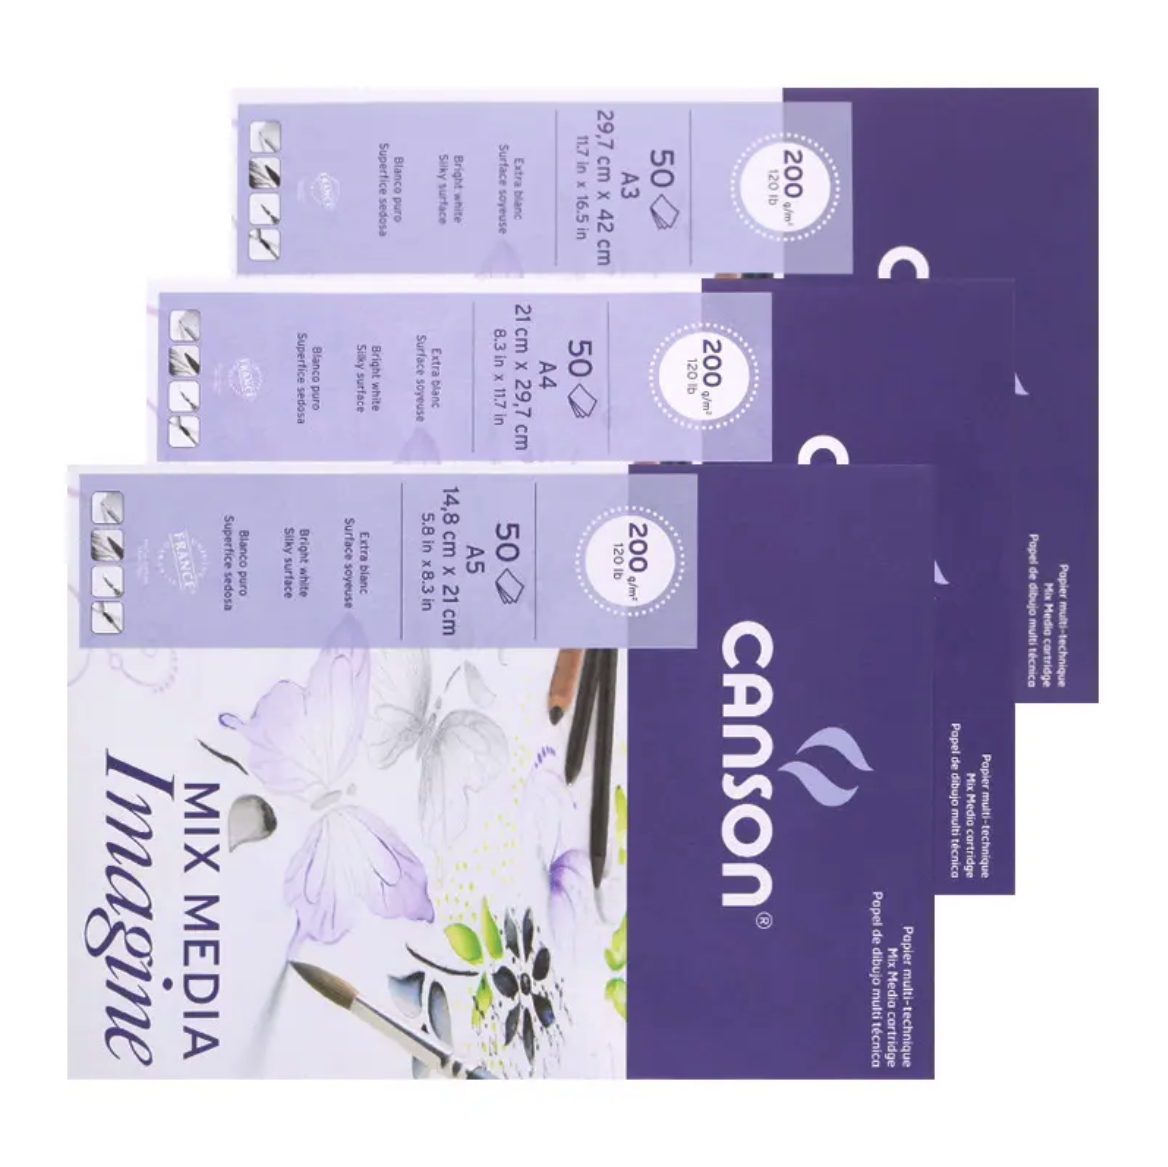 200 g/m²
120 lb
50
A3
29,7 cm x 42 cm
11.7 in x 16.5 in
Extra blanc
Surface soyeuse
Bright white
Silky surface
Blanco puro
Superfice sedosa
FRANCE
C
Papier multi-technique
Mix Media cartridge
Papel de dibujo multi técnica
200 g/m²
120 lb
50
A4
21 cm x 29,7 cm
8.3 in x 11.7 in
Extra blanc
Surface soyeuse
Bright white
Silky surface
Blanco puro
Superfice sedosa
FRANCE
C
Papier multi-technique
Mix Media cartridge
Papel de dibujo multi técnica
200 g/m²
120 lb
50
A5
14,8 cm x 21 cm
5.8 in x 8.3 in
Extra blanc
Surface soyeuse
Bright white
Silky surface
Blanco puro
Superfice sedosa
FRANCE
CANSON®
Papier multi-technique
Mix Media cartridge
Papel de dibujo multi técnica
MIX MEDIA
Imagine